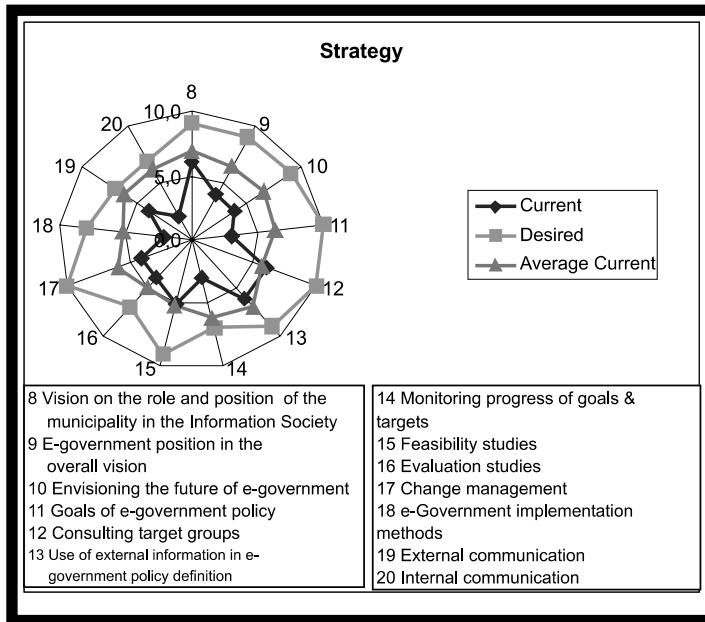 Strategy
8
10,0
20
9
19
10
5,0
18
11
0,0
17
12
16
13
15
14
Current
Desired
Average Current
8 Vision on the role and position of the
municipality in the Information Society
9 E-government position in the
overall vision
10 Envisioning the future of e-government
11 Goals of e-government policy
12 Consulting target groups
13 Use of external information in e-
government policy definition
14 Monitoring progress of goals &
targets
15 Feasibility studies
16 Evaluation studies
17 Change management
18 e-Government implementation
methods
19 External communication
20 Internal communication